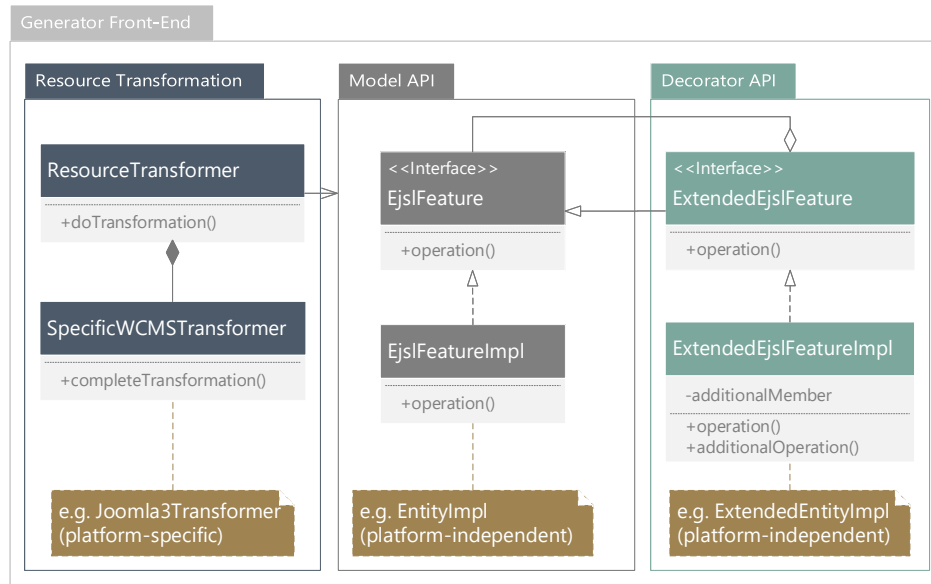 Generator Front-End
Resource Transformation
ResourceTransformer
+doTransformation()
SpecificWCMSTransformer
+completeTransformation()
e.g. Joomla3Transformer
(platform-specific)
Model API
<<Interface>>
EjslFeature
+operation()
EjslFeatureImpl
+operation()
e.g. EntityImpl
(platform-independent)
Decorator API
<<Interface>>
ExtendedEjslFeature
+operation()
ExtendedEjslFeatureImpl
-additionalMember
+operation()
+additionalOperation()
e.g. ExtendedEntityImpl
(platform-independent)